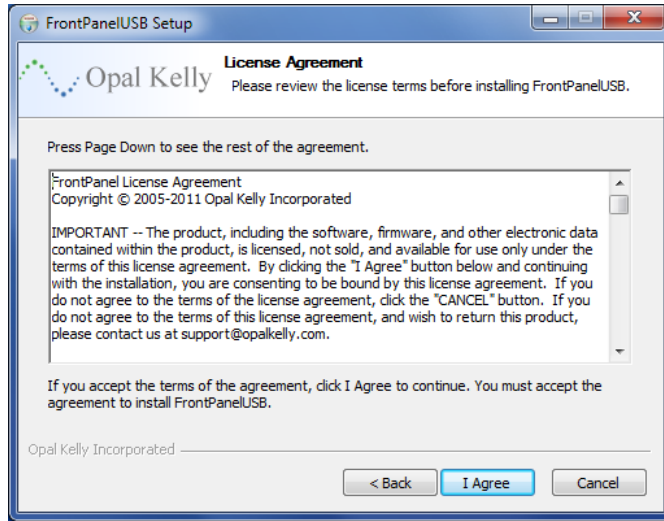 FrontPanelUSB Setup
Opal Kelly
License Agreement
Please review the license terms before installing FrontPanelUSB.
Press Page Down to see the rest of the agreement.
FrontPanel License Agreement
Copyright © 2005-2011 Opal Kelly Incorporated
IMPORTANT -- The product, including the software, firmware, and other electronic data
contained within the product, is licensed, not sold, and available for use only under the
terms of this license agreement.  By clicking the "I Agree" button below and continuing
with the installation, you are consenting to be bound by this license agreement.  If you
do not agree to the terms of the license agreement, click the "CANCEL" button.  If you
do not agree to the terms of this license agreement, and wish to return this product,
please contact us at support@opalkelly.com.
If you accept the terms of the agreement, click I Agree to continue. You must accept the
agreement to install FrontPanelUSB.
Opal Kelly Incorporated
< Back
I Agree
Cancel